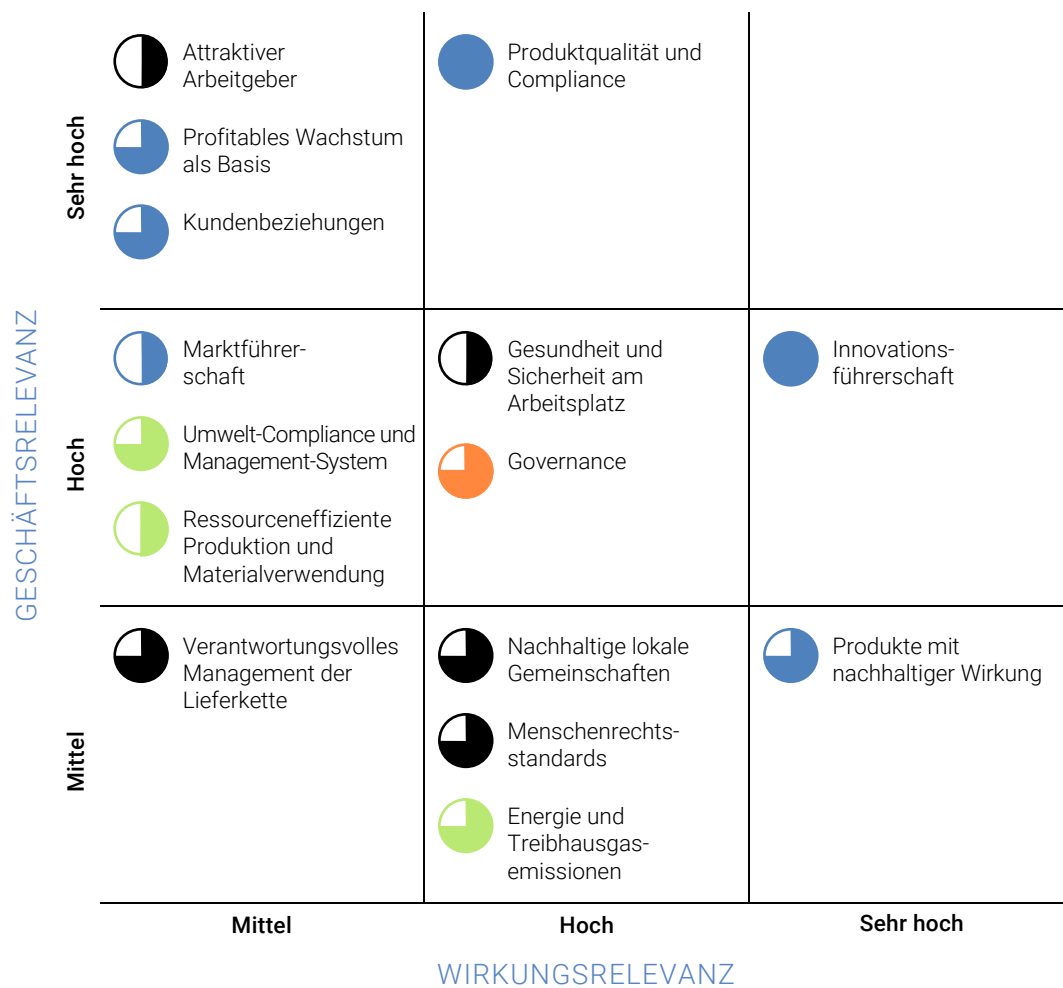 GESCHÄFTSRELEVANZ
Sehr hoch
Attraktiver
Arbeitgeber
Profitables Wachstum
als Basis
Kundenbeziehungen
Produktqualität und
Compliance
Hoch
Marktführer-
schaft
Umwelt-Compliance und
Management-System
Ressourceneffiziente
Produktion und
Materialverwendung
Gesundheit und
Sicherheit am
Arbeitsplatz
Governance
Innovations-
führerschaft
Mittel
Verantwortungsvolles
Management der
Lieferkette
Nachhaltige lokale
Gemeinschaften
Menschenrechts-
standards
Energie und
Treibhausgas-
emissionen
Produkte mit
nachhaltiger Wirkung
Mittel
Hoch
Sehr hoch
WIRKUNGSRELEVANZ